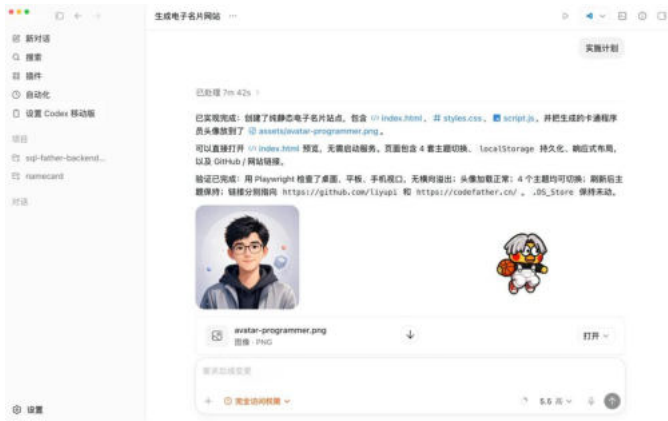 生成电子名片网站 ...
新对话
搜索
插件
自动化
设置 Codex 移动版
项目
sql-father-backend...
namecard
对话
设置
实施计划
已处理 7m 42s >
已实现完成：创建了纯静态电子名片站点，包含 index.html、styles.css、script.js，并把生成的卡通程序
员头像放到了 assets/avatar-programmer.png。
可以直接打开 index.html 预览，无需启动服务。页面包含 4 套主题切换、localStorage 持久化、响应式布局，
以及 GitHub / 网站链接。
验证已完成：用 Playwright 检查了桌面、平板、手机视口，无横向溢出；头像加载正常；4 个主题均可切换；刷新后主
题保持；链接分别指向 https://github.com/liyupi 和 https://codefather.cn/ 。.DS_Store 保持未动。
avatar-programmer.png
图像 · PNG
打开
要求后续变更
完全访问权限
5.5 高